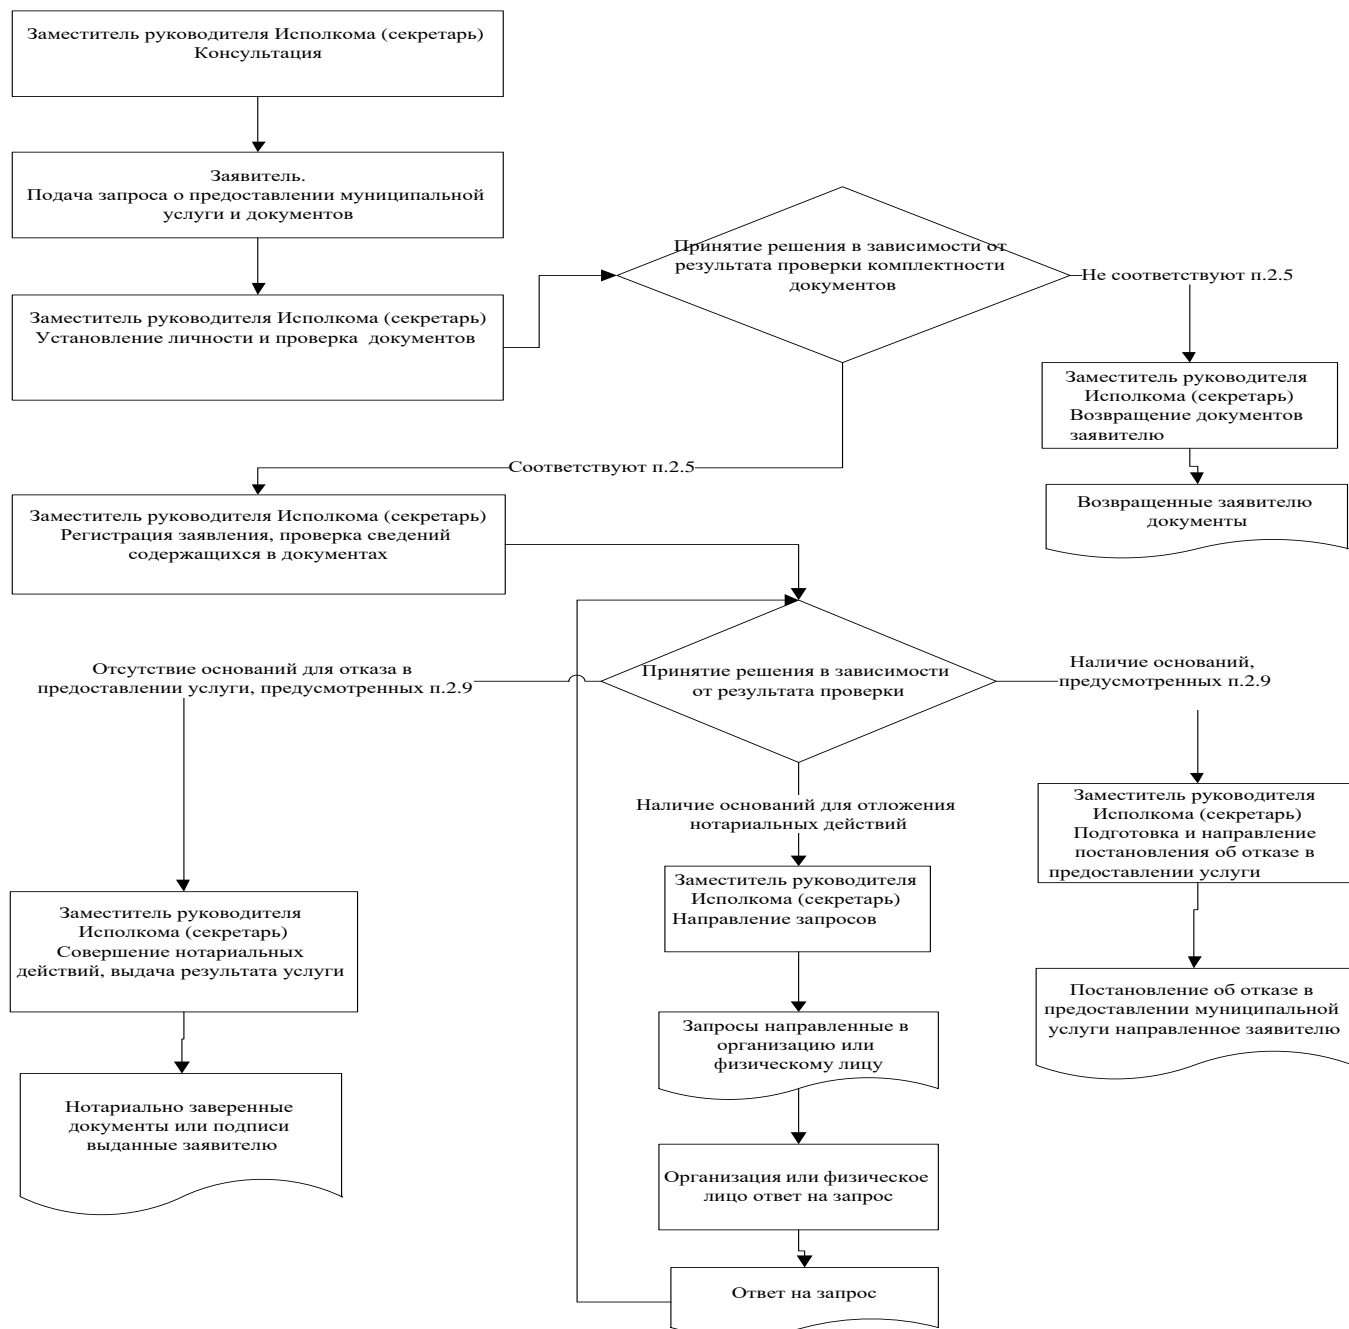 Заместитель руководителя Исполкома (секретарь)
Консультация
Заявитель.
Подача запроса о предоставлении муниципальной
услуги и документов
Заместитель руководителя Исполкома (секретарь)
Установление личности и проверка документов
Принятие решения в зависимости от
результата проверки комплектности
документов
Не соответствуют п.2.5
Заместитель руководителя
Исполкома (секретарь)
Возвращение документов
заявителю
Возвращенные заявителю
документы
Соответствуют п.2.5
Заместитель руководителя Исполкома (секретарь)
Регистрация заявления, проверка сведений
содержащихся в документах
Отсутствие оснований для отказа в
предоставлении услуги, предусмотренных п.2.9
Принятие решения в зависимости
от результата проверки
Наличие оснований,
предусмотренных п.2.9
Наличие оснований для отложения
нотариальных действий
Заместитель руководителя
Исполкома (секретарь)
Подготовка и направление
постановления об отказе в
предоставлении услуги
Заместитель руководителя
Исполкома (секретарь)
Направление запросов
Заместитель руководителя
Исполкома (секретарь)
Совершение нотариальных
действий, выдача результата услуги
Постановление об отказе в
предоставлении муниципальной
услуги направленное заявителю
Запросы направленные в
организацию или
физическому лицу
Нотариально заверенные
документы или подписи
выданные заявителю
Организация или физическое
лицо ответ на запрос
Ответ на запрос